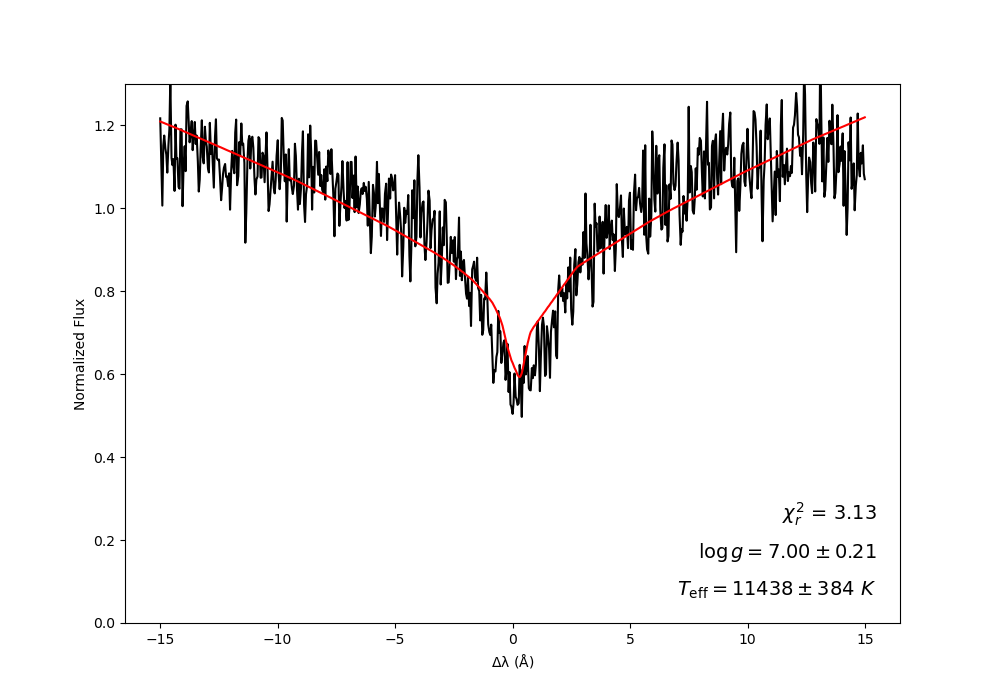 1.2
1.0
0.8
0.6
0.4
0.2
0.0
Normalized Flux
χ²ᵣ = 3.13
log g = 7.00 ± 0.21
T_eff = 11438 ± 384 K
−15 −10 −5 0 5 10 15
Δλ (Å)